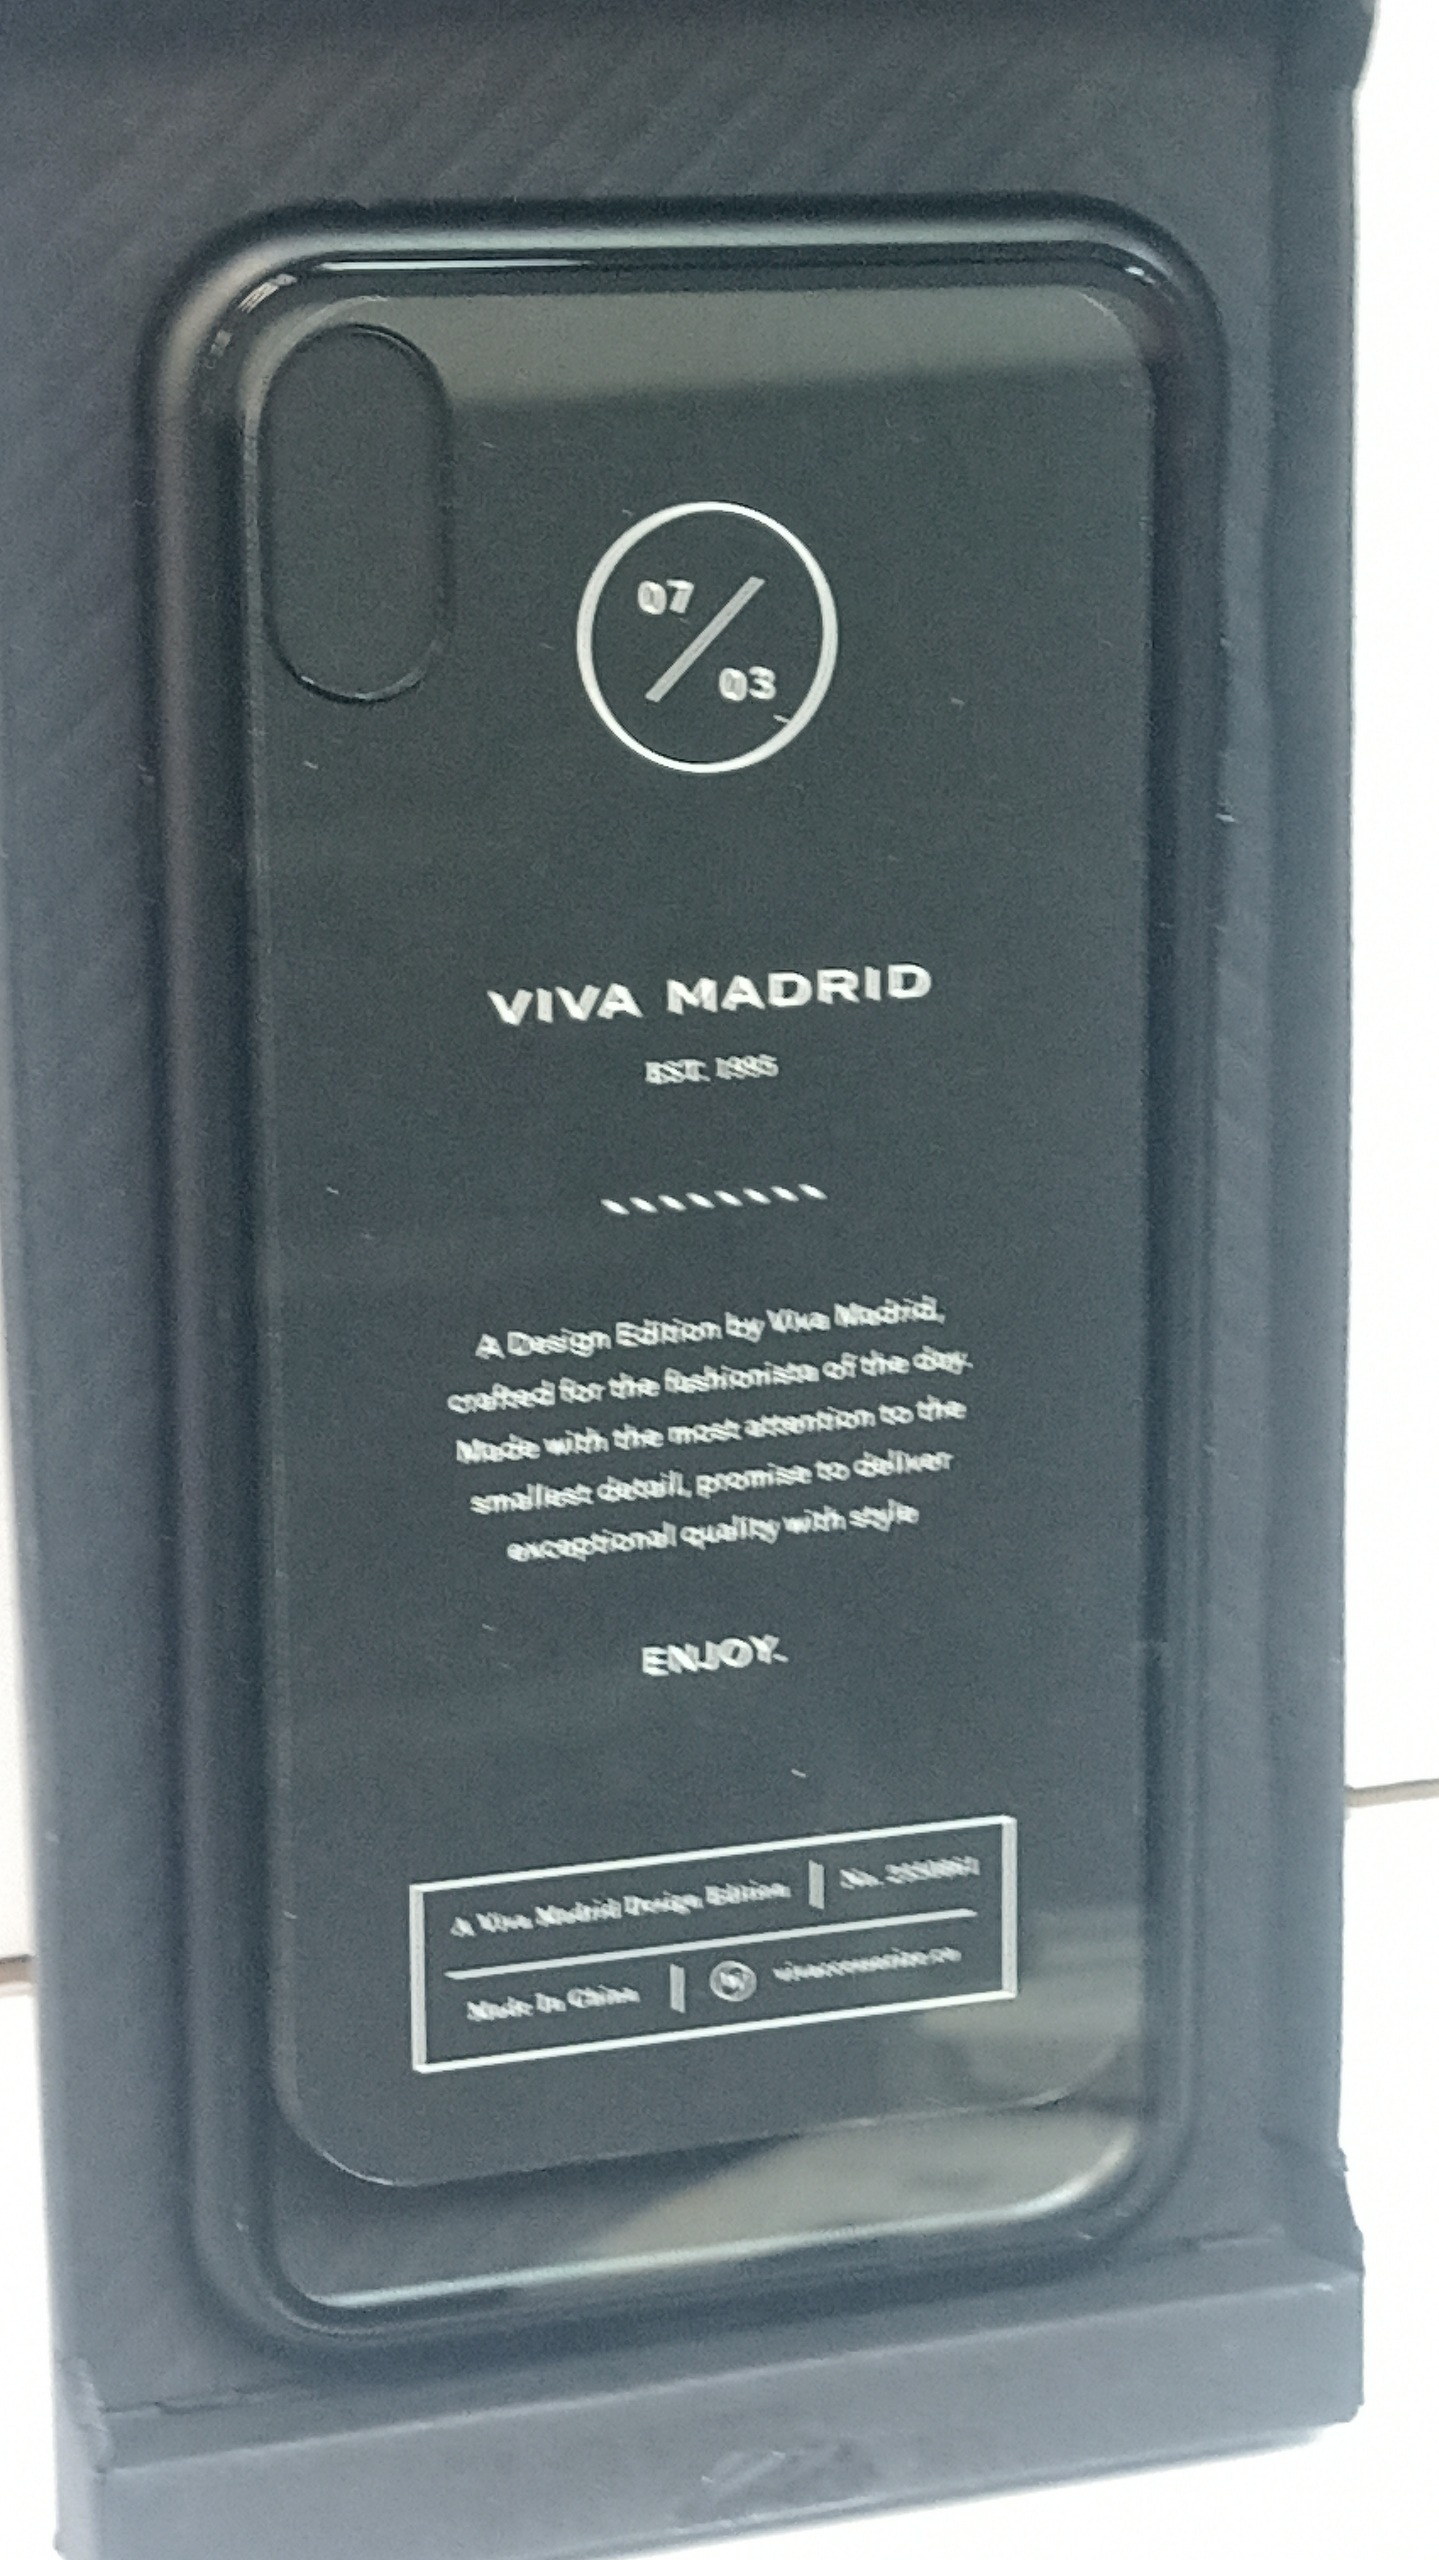 07
03
VIVA MADRID
EST. 1995
A Design Edition by Viva Madrid,
crafted for the fashionista of the day.
Made with the most attention to the
smallest detail, promise to deliver
exceptional quality with style
ENJOY.
A Viva Madrid Design Edition No.
Made In China